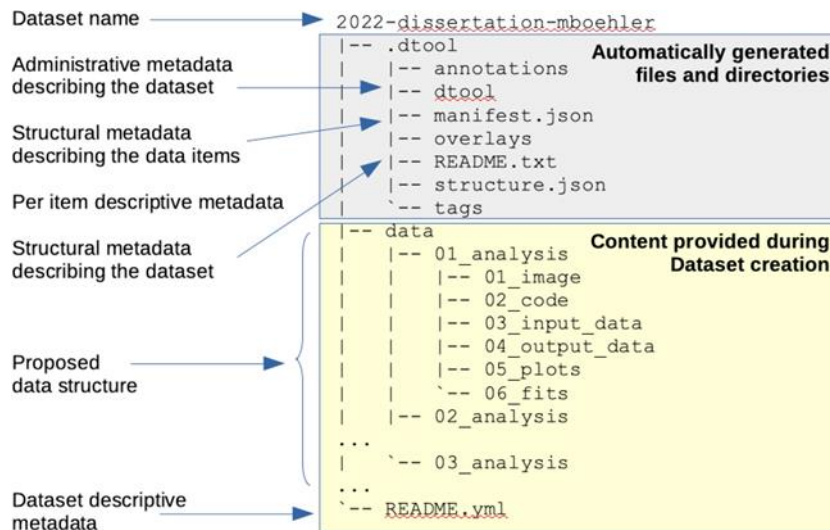 Dataset name
Administrative metadata
describing the dataset
Structural metadata
describing the data items
Per item descriptive metadata
Structural metadata
describing the dataset
Proposed
data structure
Dataset descriptive
metadata
2022-dissertation-mboehler
|-- .dtool
|   |-- annotations
|   |-- dtool
|   |-- manifest.json
|   |-- overlays
|   |-- README.txt
|   |-- structure.json
|   `-- tags
|-- data
|   |-- 01_analysis
|   |   |-- 01_image
|   |   |-- 02_code
|   |   |-- 03_input_data
|   |   |-- 04_output_data
|   |   |-- 05_plots
|   |   `-- 06_fits
|   |-- 02_analysis
...
|   `-- 03_analysis
...
`-- README.yml
Automatically generated
files and directories
Content provided during
Dataset creation